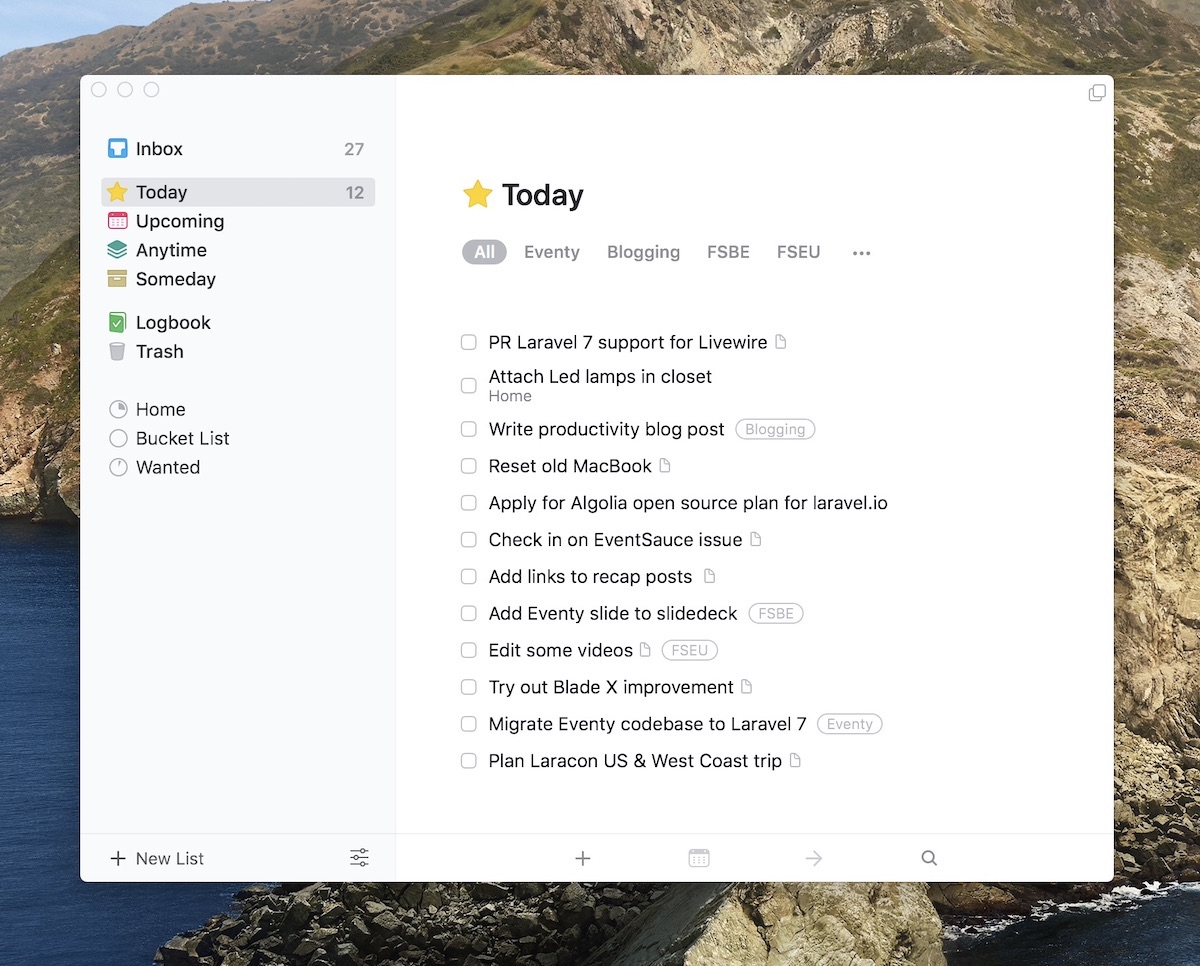 Inbox 27
Today 12
Upcoming
Anytime
Someday
Logbook
Trash
Home
Bucket List
Wanted
New List
Today
All Eventy Blogging FSBE FSEU
PR Laravel 7 support for Livewire
Attach Led lamps in closet
Home
Write productivity blog post Blogging
Reset old MacBook
Apply for Algolia open source plan for laravel.io
Check in on EventSauce issue
Add links to recap posts
Add Eventy slide to slidedeck FSBE
Edit some videos FSEU
Try out Blade X improvement
Migrate Eventy codebase to Laravel 7 Eventy
Plan Laracon US & West Coast trip